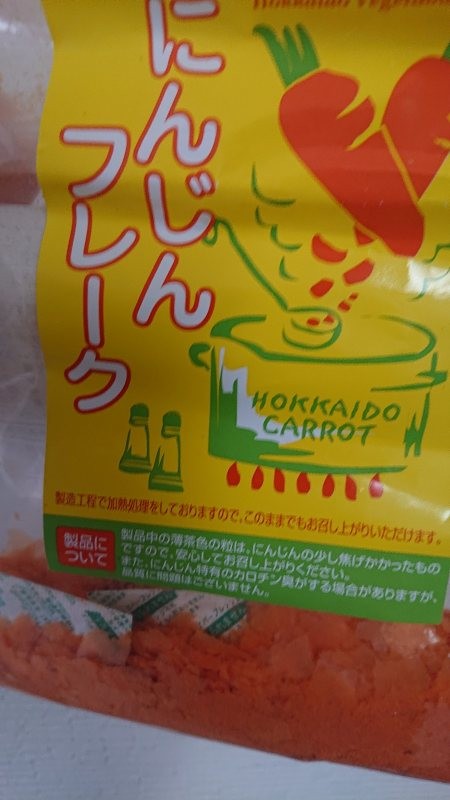 Hokkaido Vegetable
にんじん
フレーク
HOKKAIDO
CARROT
製造工程で加熱処理をしておりますので、このままでもお召し上がりいただけます。
製品に
ついて
製品中の薄茶色の粒は、にんじんの少し焦げかかったもの
ですので、安心してお召し上がりください。
また、にんじん特有のカロチン臭がする場合がありますが、
品質に問題はございません。